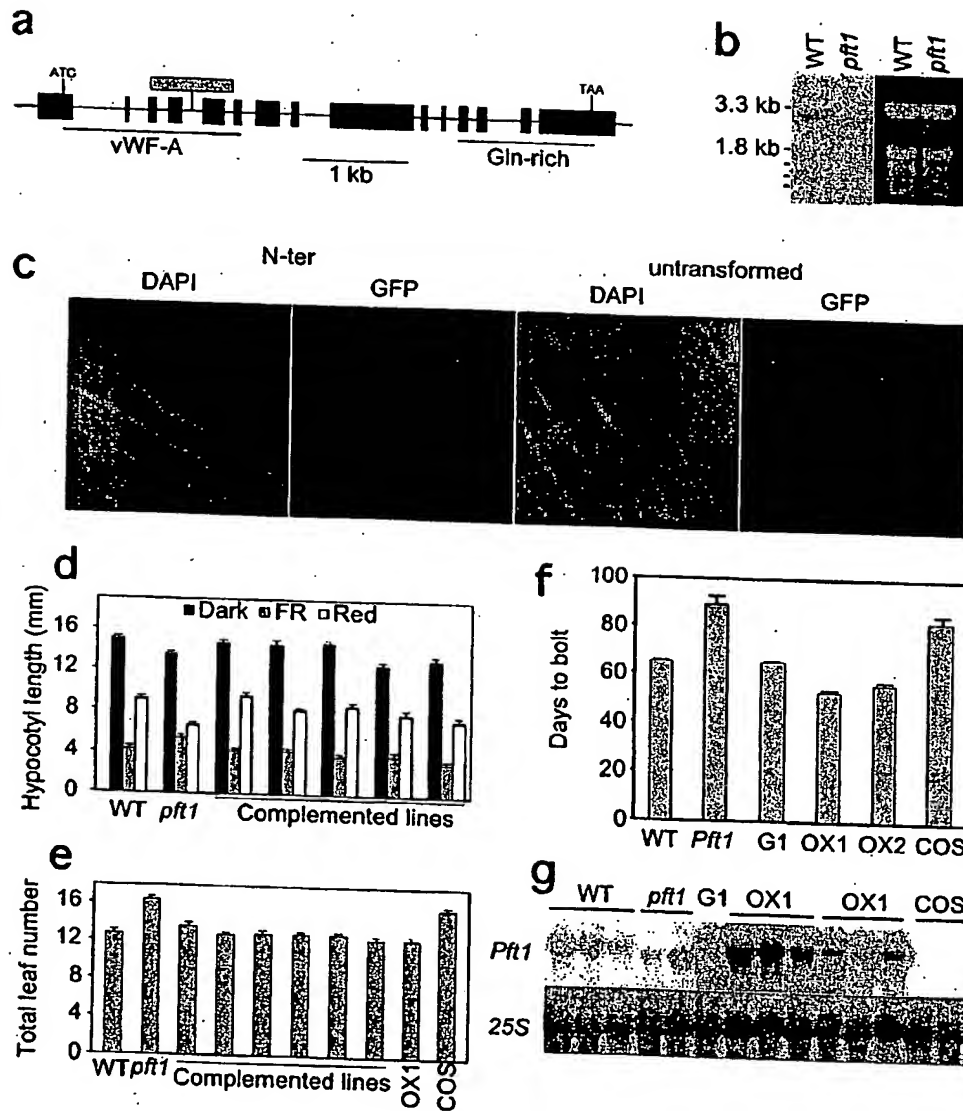 a
ATG
TAA
vWF-A
1 kb
Gln-rich
b
WT
pft1
WT
pft1
3.3 kb
1.8 kb
c
N-ter
untransformed
DAPI
GFP
DAPI
GFP
d
Hypocotyl length (mm)
16
12
8
4
0
Dark FR Red
WT pft1 Complemented lines
e
Total leaf number
16
12
8
4
0
WT pft1 Complemented lines OX1 COS
f
Days to bolt
100
80
60
40
20
0
WT Pft1 G1 OX1 OX2 COS
g
WT pft1 G1 OX1 OX1 COS
Pft1
25S